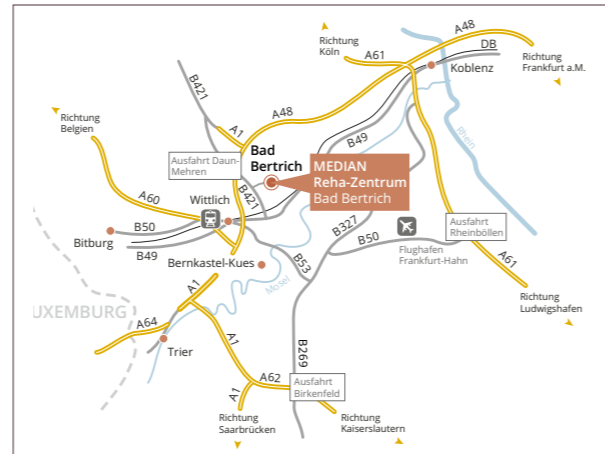 A48
Richtung
Köln
A61
DB
Koblenz
Richtung
Frankfurt a.M.
B421
A48
Richtung
Belgien
A1
B49
Rhein
Bad
Bertrich
Ausfahrt Daun-
Mehren
MEDIAN
Reha-Zentrum
Bad Bertrich
A60
Wittlich
B421
B327
B50
Ausfahrt
Rheinböllen
B50
Bitburg
B49
Flughafen
Frankfurt-Hahn
Bernkastel-Kues
B53
A61
Mosel
A1
Richtung
Ludwigshafen
UXEMBURG
A64
Trier
A1
B269
A62
Ausfahrt
Birkenfeld
A1
Richtung
Saarbrücken
Richtung
Kaiserslautern